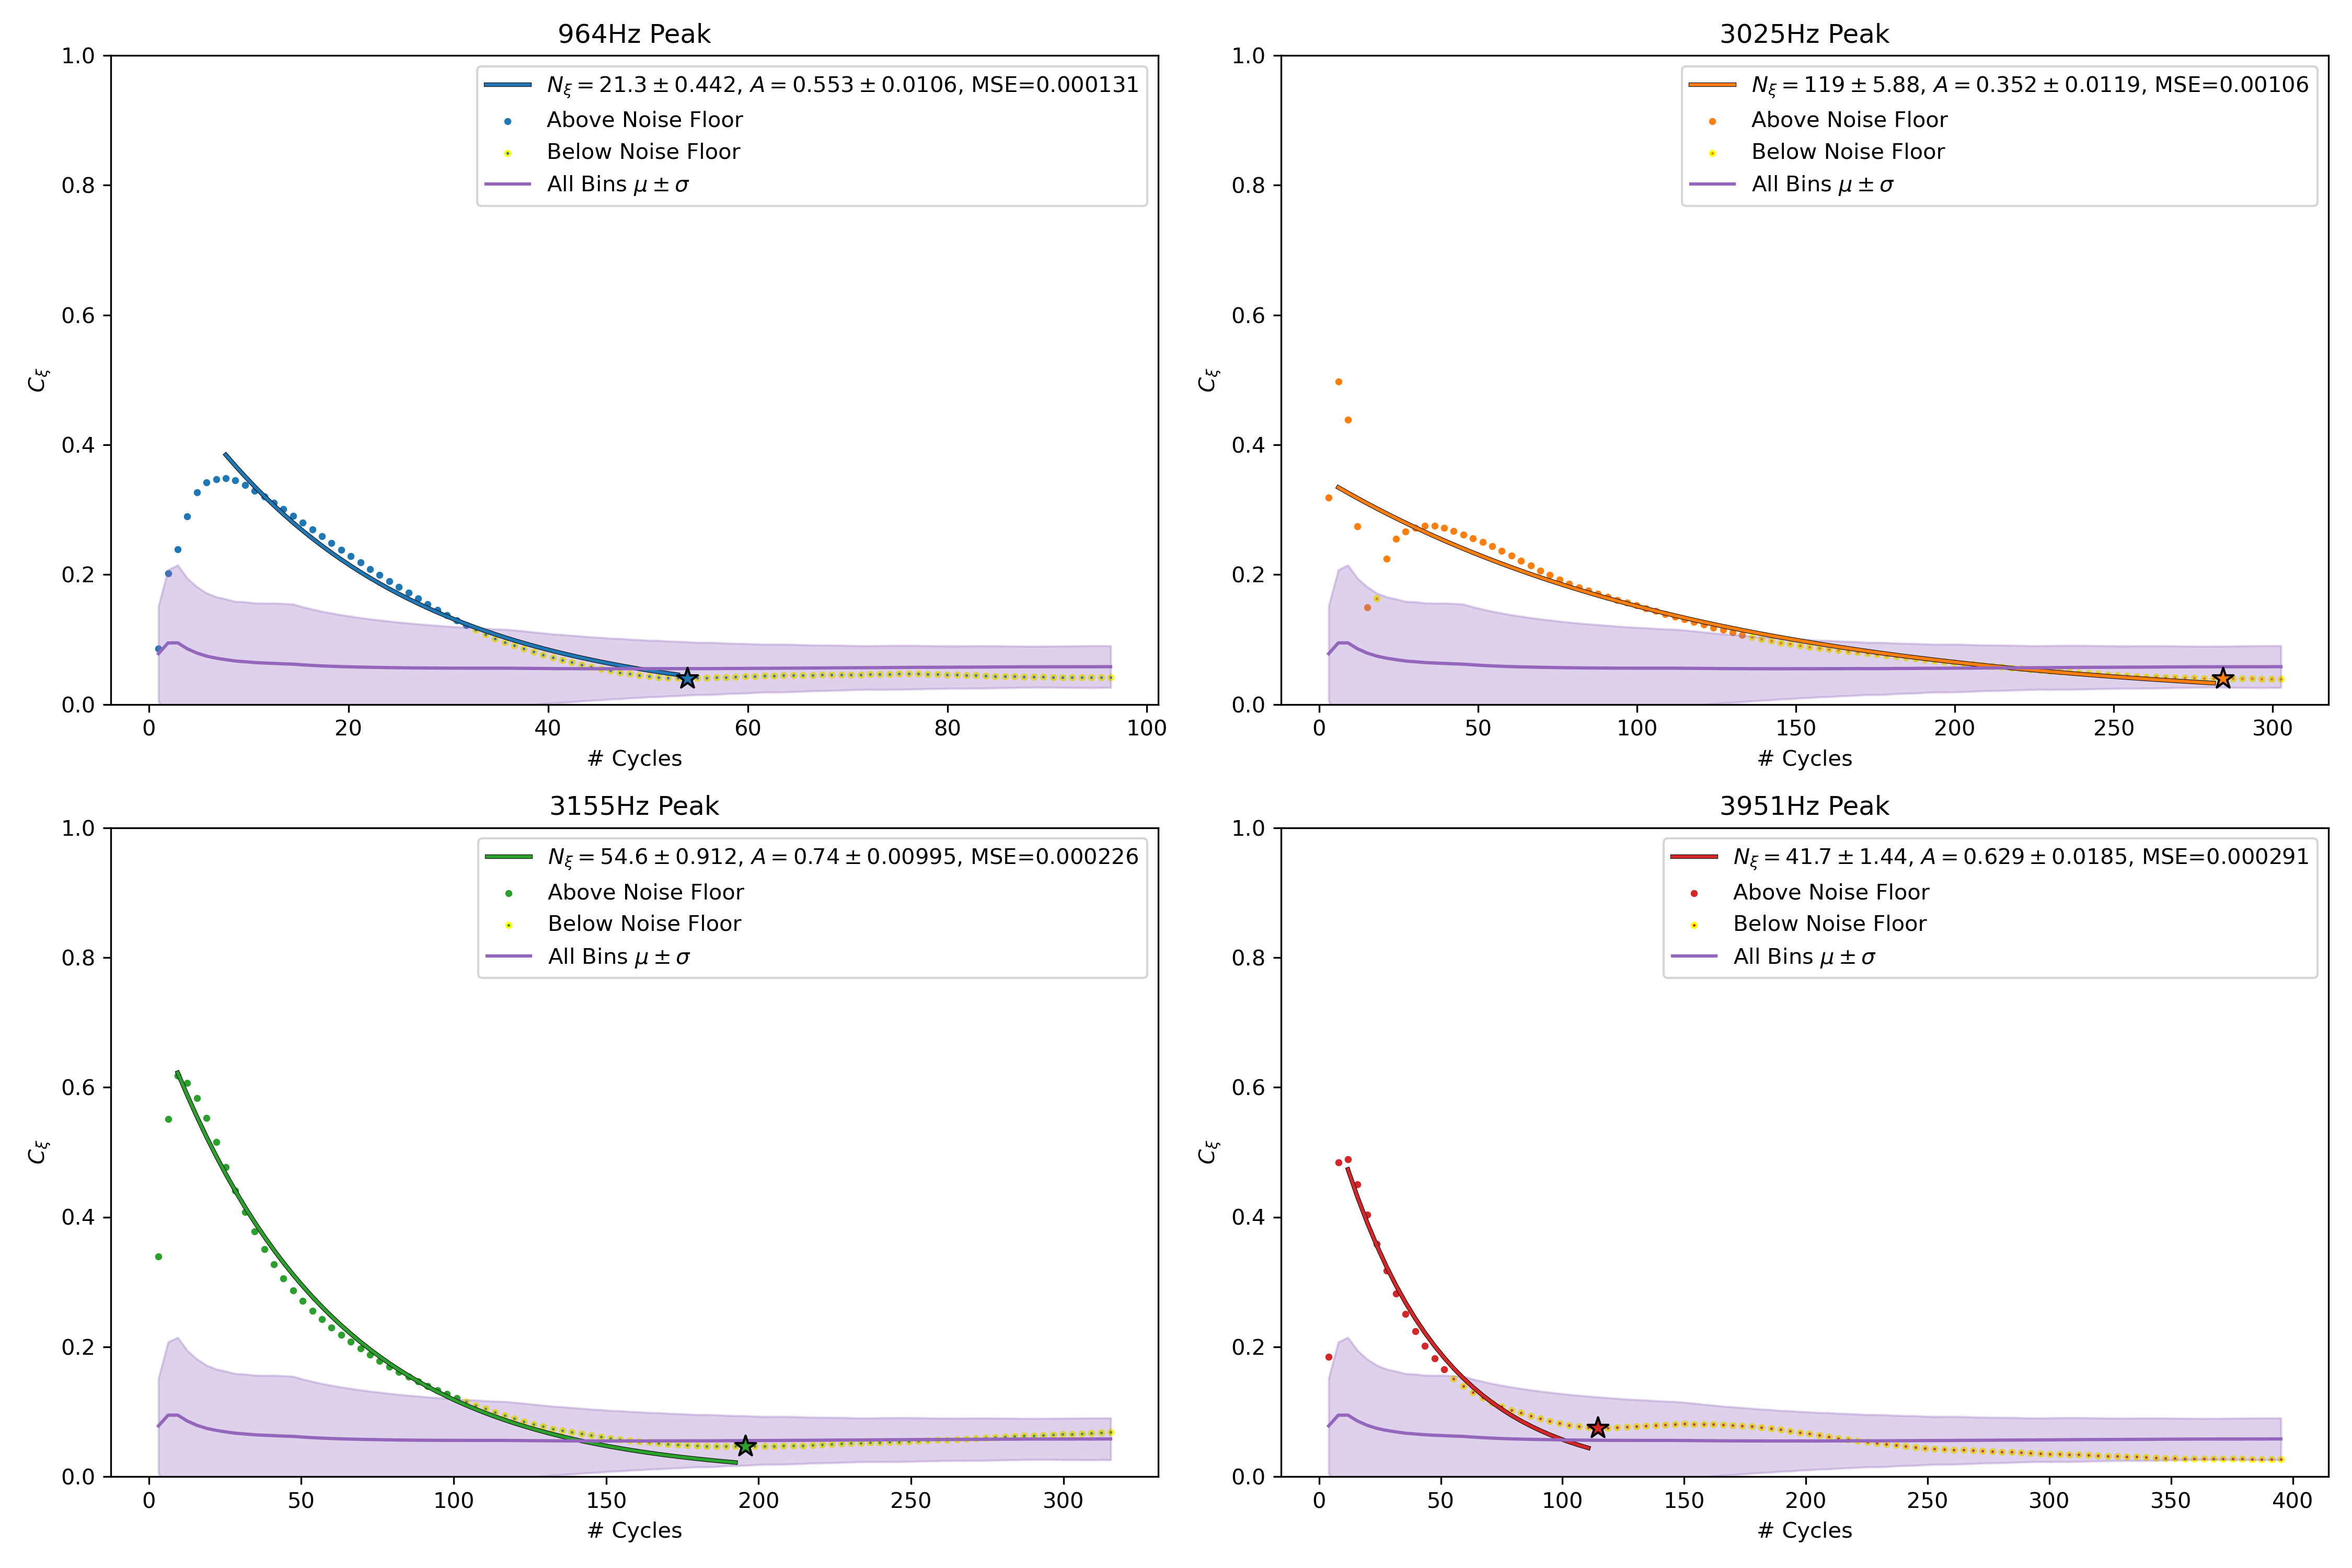 964Hz Peak
1.0
0.8
0.6
0.4
0.2
0.0
C_ξ
N_ξ = 21.3 ± 0.442, A = 0.553 ± 0.0106, MSE=0.000131
Above Noise Floor
Below Noise Floor
All Bins μ ± σ
0 20 40 60 80 100
# Cycles
3025Hz Peak
1.0
0.8
0.6
0.4
0.2
0.0
C_ξ
N_ξ = 119 ± 5.88, A = 0.352 ± 0.0119, MSE=0.00106
Above Noise Floor
Below Noise Floor
All Bins μ ± σ
0 50 100 150 200 250 300
# Cycles
3155Hz Peak
1.0
0.8
0.6
0.4
0.2
0.0
C_ξ
N_ξ = 54.6 ± 0.912, A = 0.74 ± 0.00995, MSE=0.000226
Above Noise Floor
Below Noise Floor
All Bins μ ± σ
0 50 100 150 200 250 300
# Cycles
3951Hz Peak
1.0
0.8
0.6
0.4
0.2
0.0
C_ξ
N_ξ = 41.7 ± 1.44, A = 0.629 ± 0.0185, MSE=0.000291
Above Noise Floor
Below Noise Floor
All Bins μ ± σ
0 50 100 150 200 250 300 350 400
# Cycles